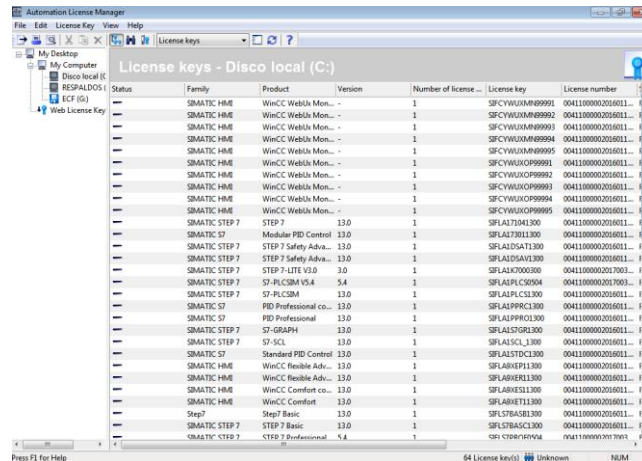 Automation License Manager
File Edit License Key View Help
License keys
My Desktop
My Computer
Disco local (C
RESPALDOS (
ECF (G:)
Web License Key
License keys - Disco local (C:)
Status Family Product Version Number of license ... License key License number
SIMATIC HMI WinCC WebUx Mon... - 1 SIFCYWUXMN99991 00411000002016011...
SIMATIC HMI WinCC WebUx Mon... - 1 SIFCYWUXMN99992 00411000002016011...
SIMATIC HMI WinCC WebUx Mon... - 1 SIFCYWUXMN99993 00411000002016011...
SIMATIC HMI WinCC WebUx Mon... - 1 SIFCYWUXMN99994 00411000002016011...
SIMATIC HMI WinCC WebUx Mon... - 1 SIFCYWUXMN99995 00411000002016011...
SIMATIC HMI WinCC WebUx Mon... - 1 SIFCYWUXOP99991 00411000002016011...
SIMATIC HMI WinCC WebUx Mon... - 1 SIFCYWUXOP99992 00411000002016011...
SIMATIC HMI WinCC WebUx Mon... - 1 SIFCYWUXOP99993 00411000002016011...
SIMATIC HMI WinCC WebUx Mon... - 1 SIFCYWUXOP99994 00411000002016011...
SIMATIC HMI WinCC WebUx Mon... - 1 SIFCYWUXOP99995 00411000002016011...
SIMATIC STEP 7 STEP 7 13.0 1 SIFLA171041300 00411000002016011...
SIMATIC S7 Modular PID Control 13.0 1 SIFLA173011300 00411000002016011...
SIMATIC STEP 7 STEP 7 Safety Adva... 13.0 1 SIFLA1DSAT1300 00411000002016011...
SIMATIC STEP 7 STEP 7 Safety Adva... 13.0 1 SIFLA1DSAV1300 00411000002016011...
SIMATIC STEP 7 STEP 7-LITE V3.0 3.0 1 SIFLA1K7000300 00411000002017003...
SIMATIC STEP 7 S7-PLCSIM V5.4 5.4 1 SIFLA1PLCS0504 00411000002017003...
SIMATIC STEP 7 S7-PLCSIM 13.0 1 SIFLA1PLCS1300 00411000002016011...
SIMATIC S7 PID Professional co... 13.0 1 SIFLA1PPRC1300 00411000002016011...
SIMATIC S7 PID Professional 13.0 1 SIFLA1PPRO1300 00411000002016011...
SIMATIC STEP 7 S7-GRAPH 13.0 1 SIFLA1S7GR1300 00411000002016011...
SIMATIC STEP 7 S7-SCL 13.0 1 SIFLA1SCL_1300 00411000002016011...
SIMATIC S7 Standard PID Control 13.0 1 SIFLA1STDC1300 00411000002016011...
SIMATIC HMI WinCC flexible Adv... 13.0 1 SIFLA9XEP11300 00411000002016011...
SIMATIC HMI WinCC flexible Adv... 13.0 1 SIFLA9XER11300 00411000002016011...
SIMATIC HMI WinCC Comfort co... 13.0 1 SIFLA9XES11300 00411000002016011...
SIMATIC HMI WinCC Comfort 13.0 1 SIFLA9XET11300 00411000002016011...
Step7 Step7 Basic 13.0 1 SIFLS7BASB1300 00411000002016011...
SIMATIC STEP 7 STEP 7 Basic 13.0 1 SIFLS7BASC1300 00411000002016011...
SIMATIC STEP 7 STEP 7 Professional 5.4 1 SIFLS7PROF0504 00411000002017003...
Press F1 for Help
64 License key(s) Unknown NUM